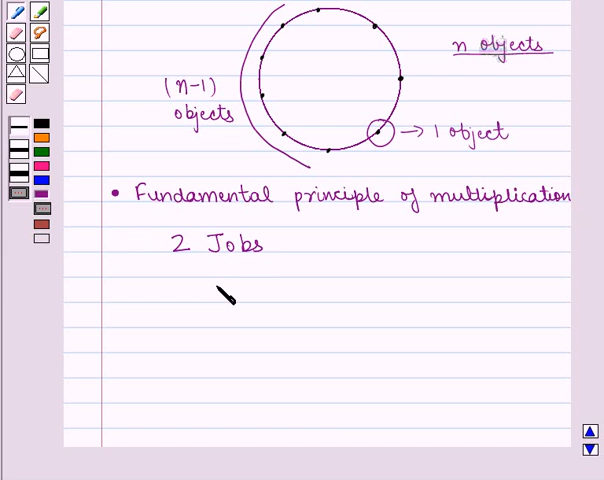 n objects
(n-1)
objects
→ 1 object
• Fundamental principle of multiplication
2 Jobs